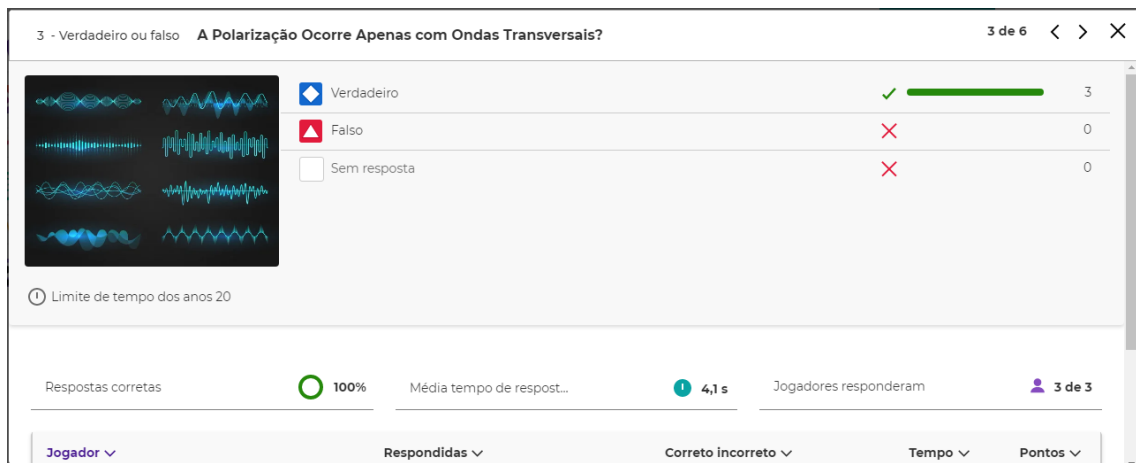 3 - Verdadeiro ou falso A Polarização Ocorre Apenas com Ondas Transversais? 3 de 6
Verdadeiro 3
Falso 0
Sem resposta 0
Limite de tempo dos anos 20
Respostas corretas 100% Média tempo de respost... 4,1 s Jogadores responderam 3 de 3
Jogador Respondidas Correto incorreto Tempo Pontos